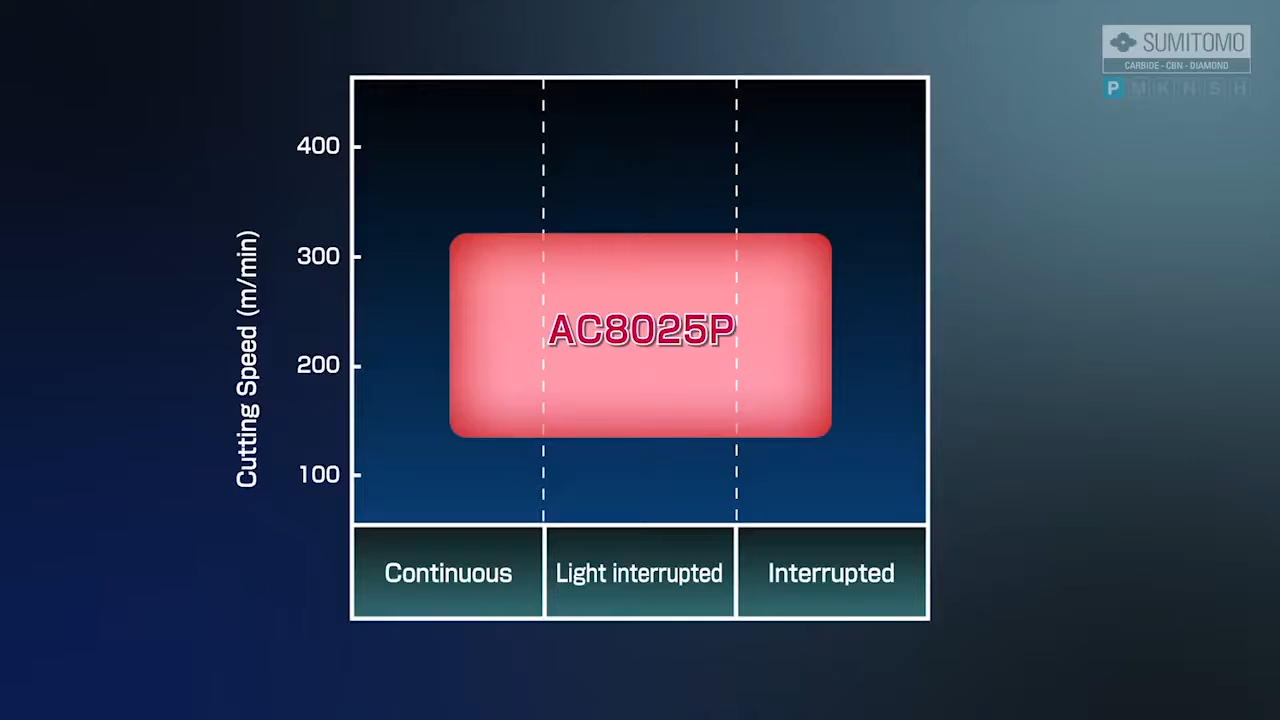 SUMITOMO
CARBIDE - CBN - DIAMOND
P M K N S H
400
300
200
100
Cutting Speed (m/min)
AC8025P
Continuous
Light interrupted
Interrupted